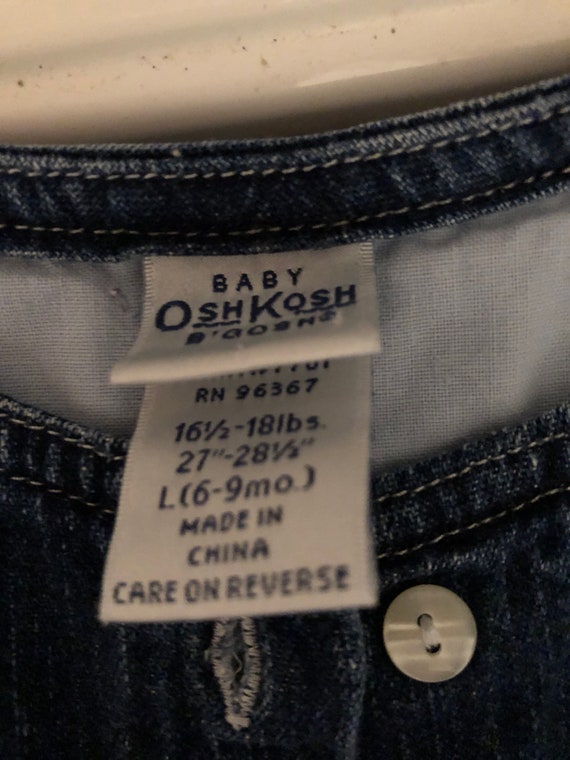 BABY
OSHKOSH
B'GOSH®
RN 96367
16½-18lbs.
27"-28½"
L(6-9mo.)
MADE IN
CHINA
CARE ON REVERSE